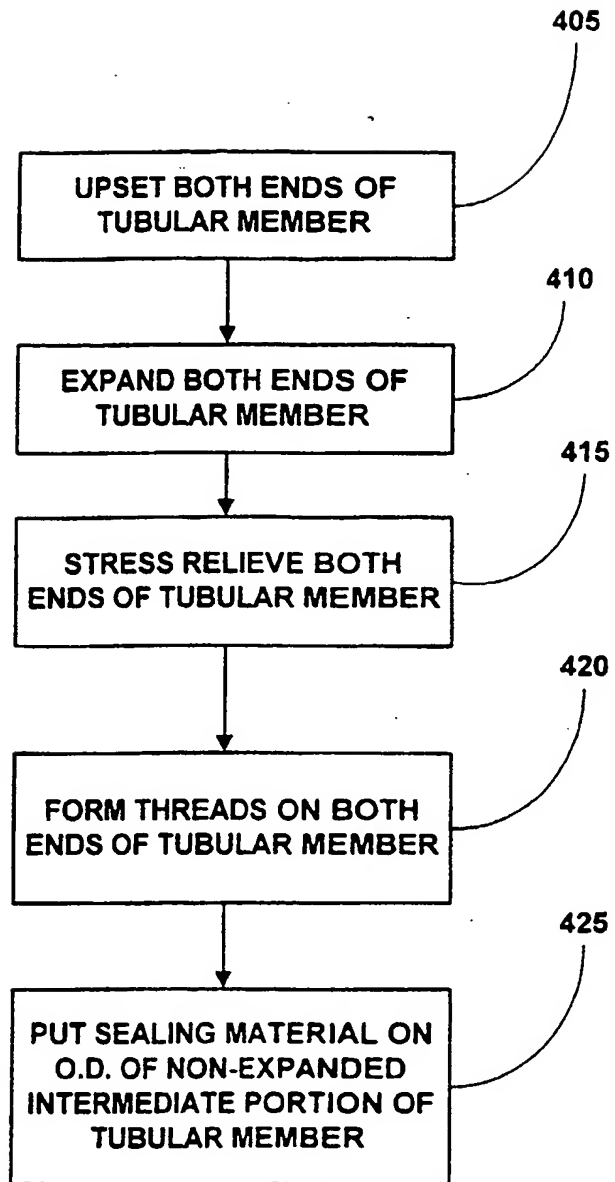 405
UPSET BOTH ENDS OF
TUBULAR MEMBER
410
EXPAND BOTH ENDS OF
TUBULAR MEMBER
415
STRESS RELIEVE BOTH
ENDS OF TUBULAR MEMBER
420
FORM THREADS ON BOTH
ENDS OF TUBULAR MEMBER
425
PUT SEALING MATERIAL ON
O.D. OF NON-EXPANDED
INTERMEDIATE PORTION OF
TUBULAR MEMBER